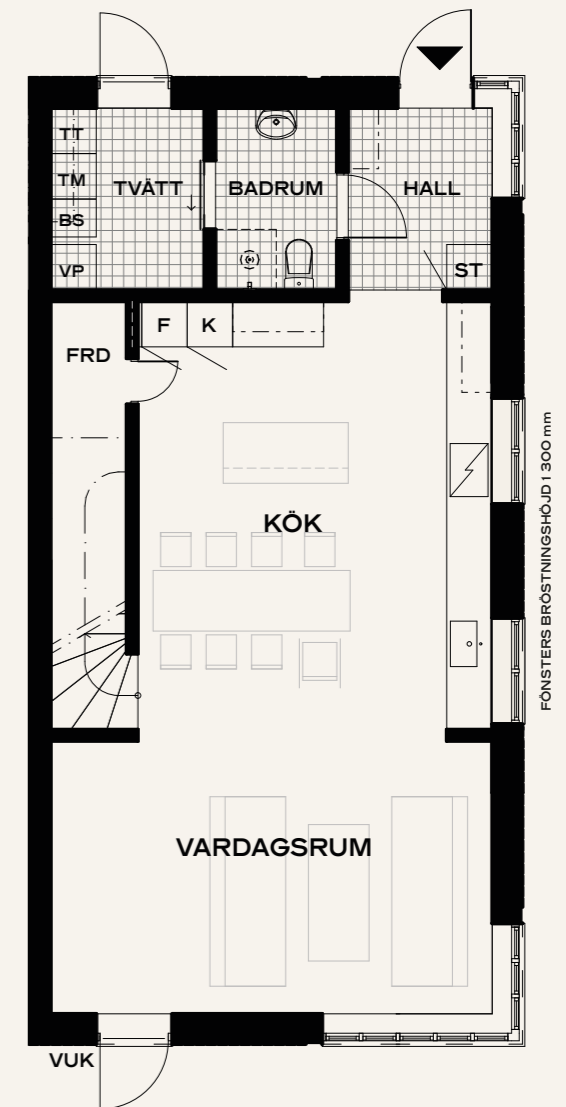 TT
TM
TVÄTT
BADRUM
HALL
BS
VP
ST
F
K
FRD
FÖNSTERS BRÖSTNINGSHÖJD 1 300 mm
KÖK
VARDAGSRUM
VUK